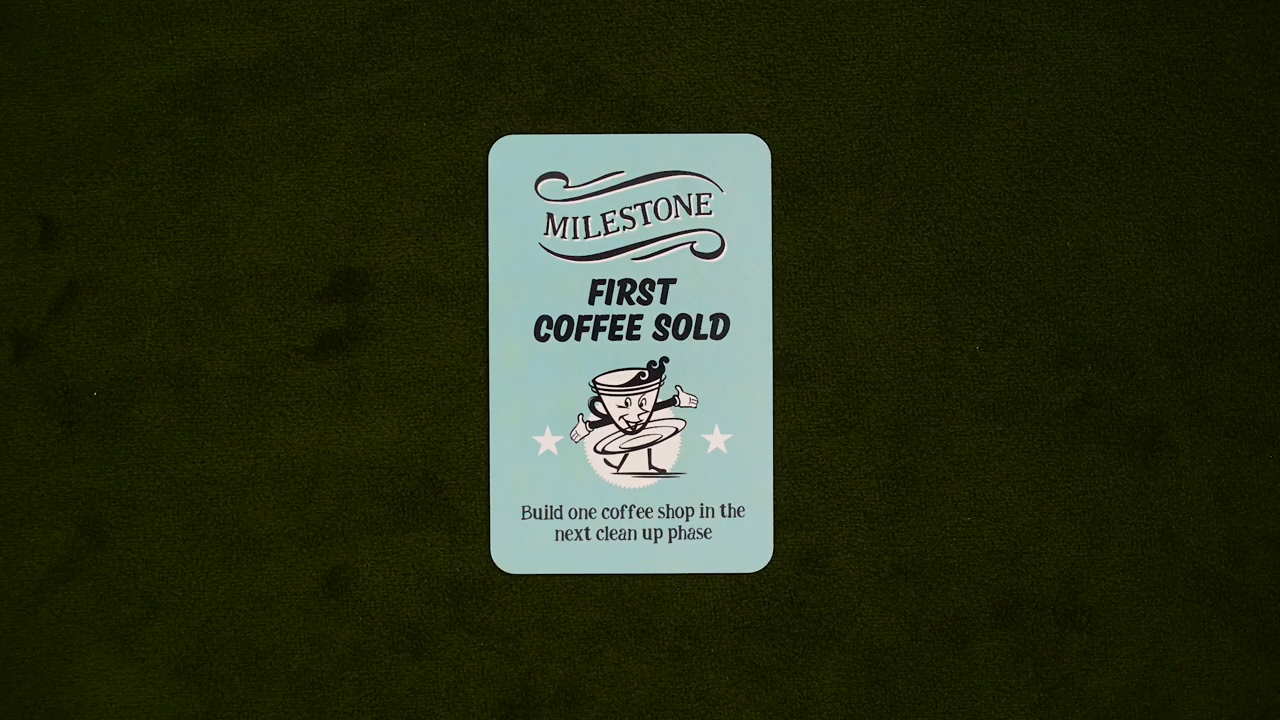 MILESTONE
FIRST
COFFEE SOLD
Build one coffee shop in the
next clean up phase